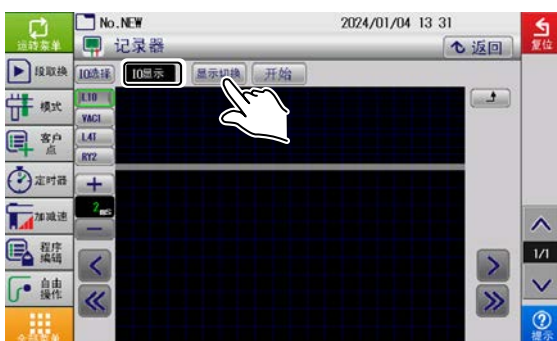 No.NEW 2024/01/04 13 31
运转菜单
记录器
返回
复位
段取换
IO选择 IO显示 显示切换 开始
模式
L10
VAC1
客户点
L4T
RY2
定时器
+
2ms
加减速
1/1
程序编辑
自由操作
全部菜单
提示